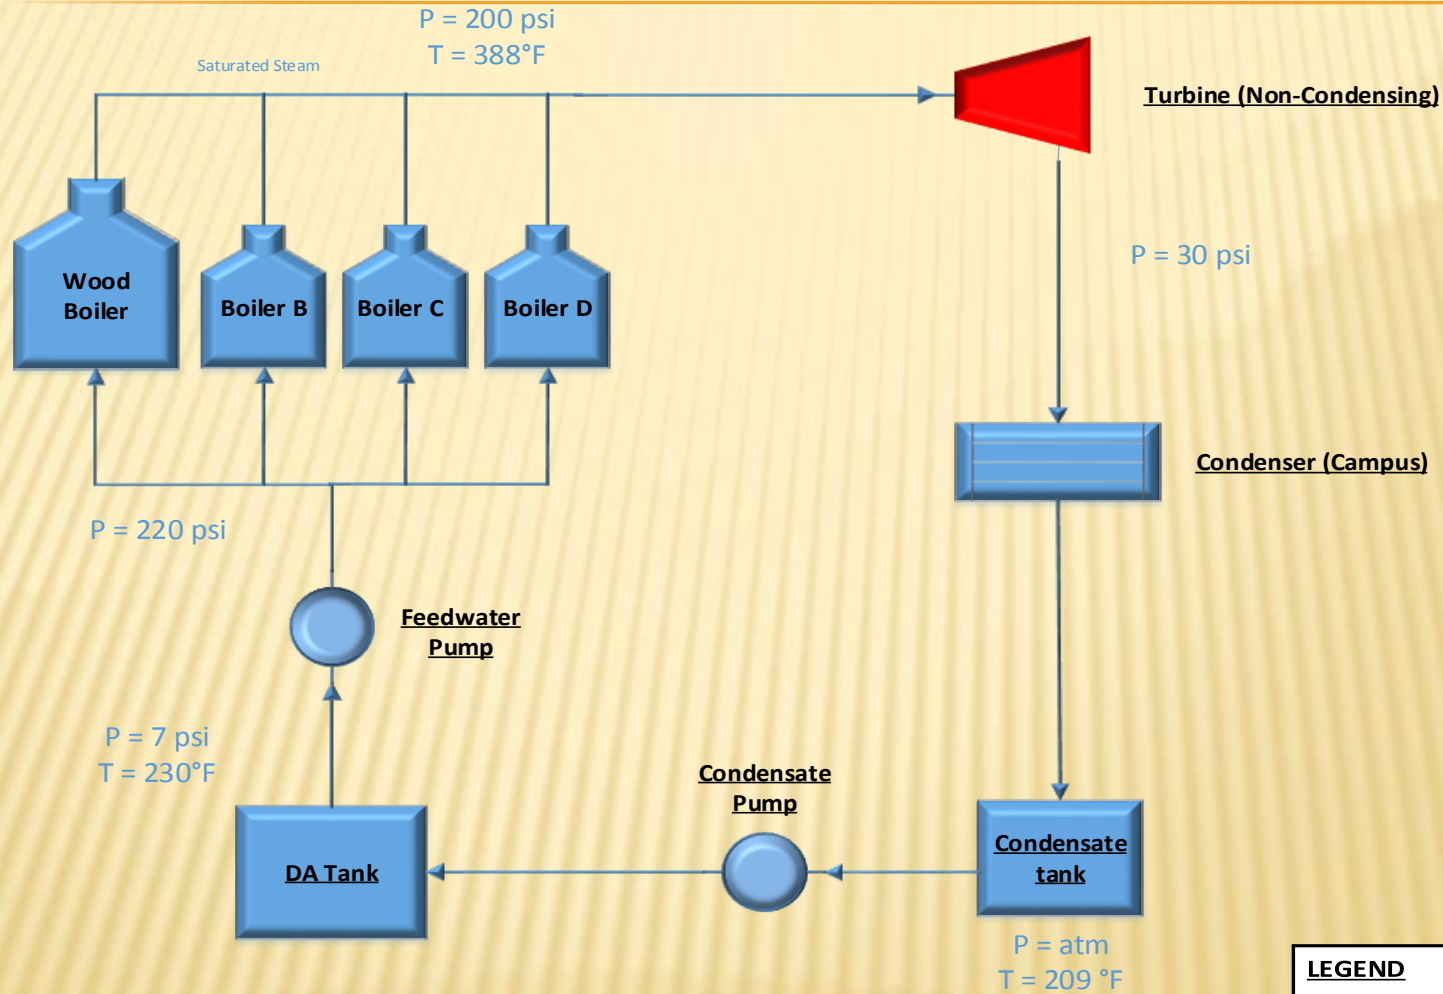 P = 200 psi
T = 388°F
Saturated Steam
Turbine (Non-Condensing)
P = 30 psi
Wood
Boiler
Boiler B
Boiler C
Boiler D
Condenser (Campus)
P = 220 psi
Feedwater
Pump
P = 7 psi
T = 230°F
Condensate
Pump
DA Tank
Condensate
tank
P = atm
T = 209 °F
LEGEND